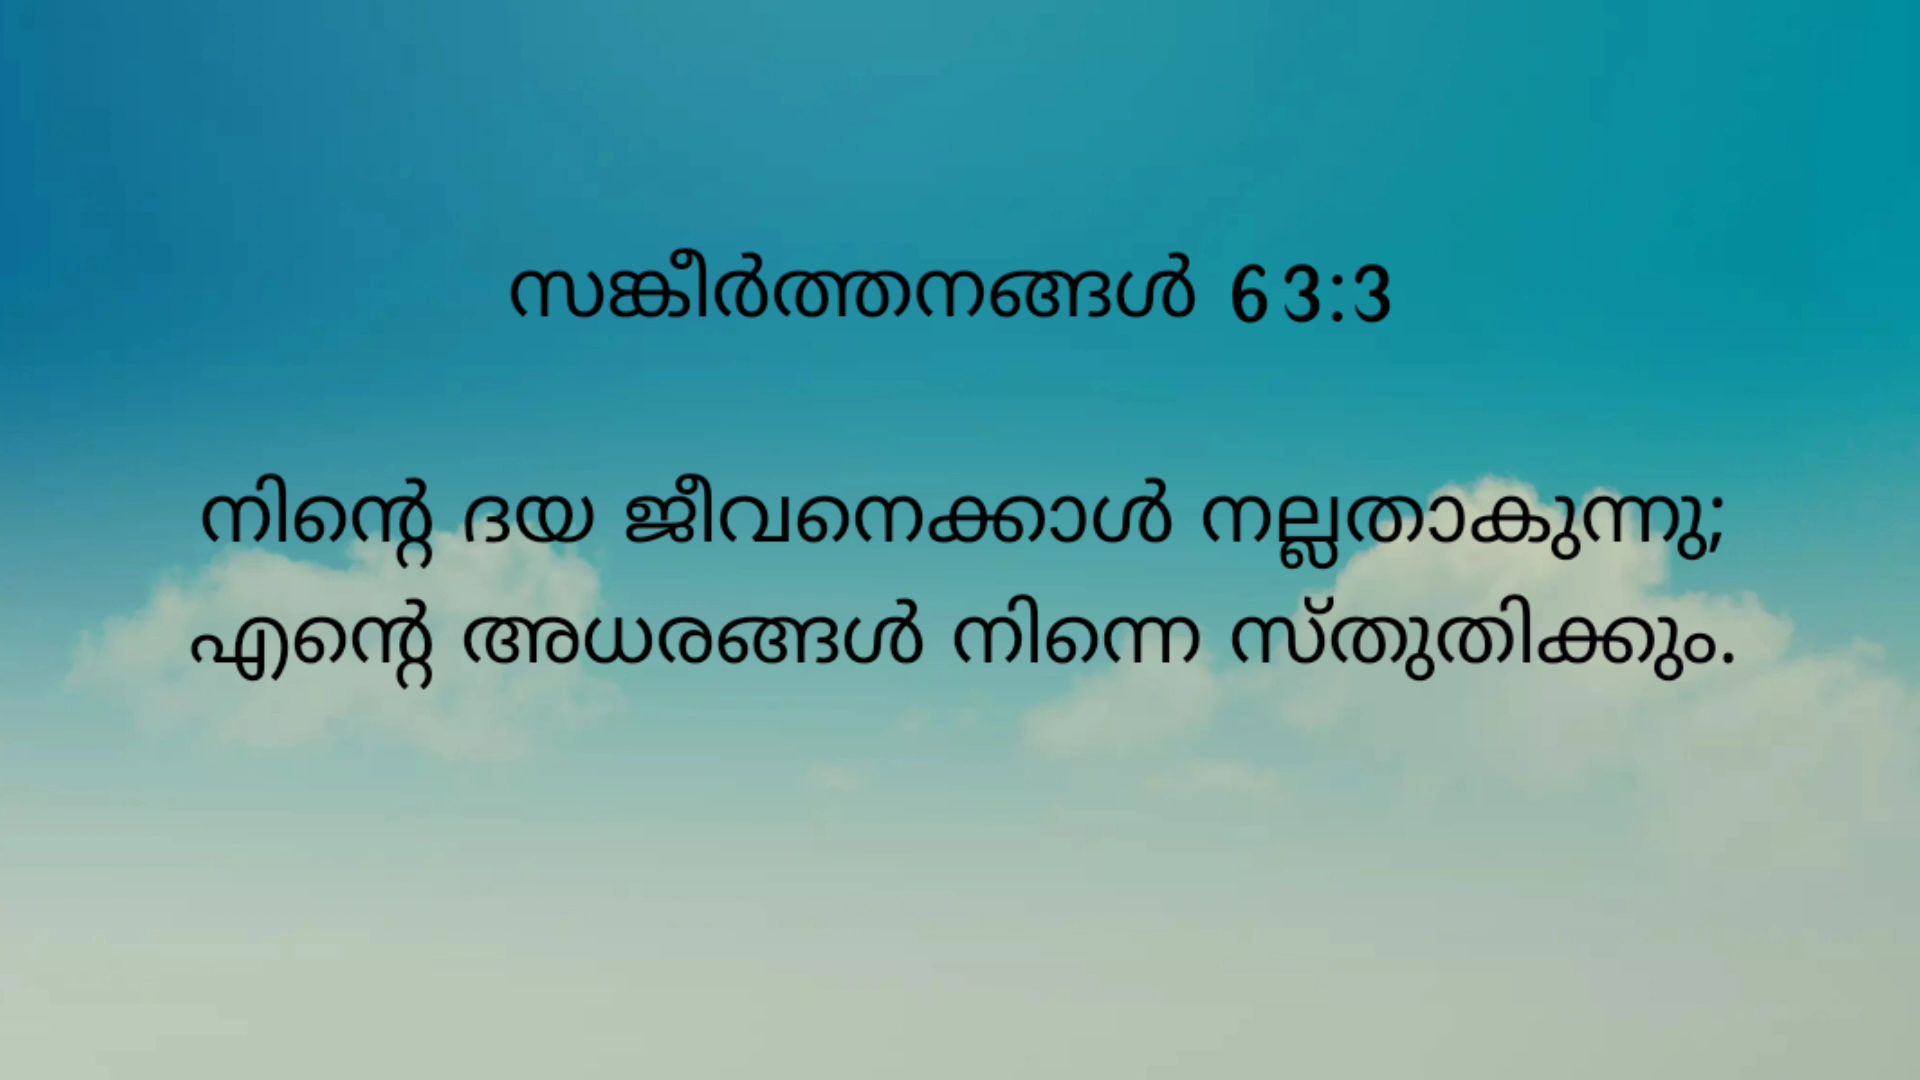 സങ്കീർത്തനങ്ങൾ 63:3
നിന്റെ ദയ ജീവനെക്കാൾ നല്ലതാകുന്നു;
എന്റെ അധരങ്ങൾ നിന്നെ സ്തുതിക്കും.